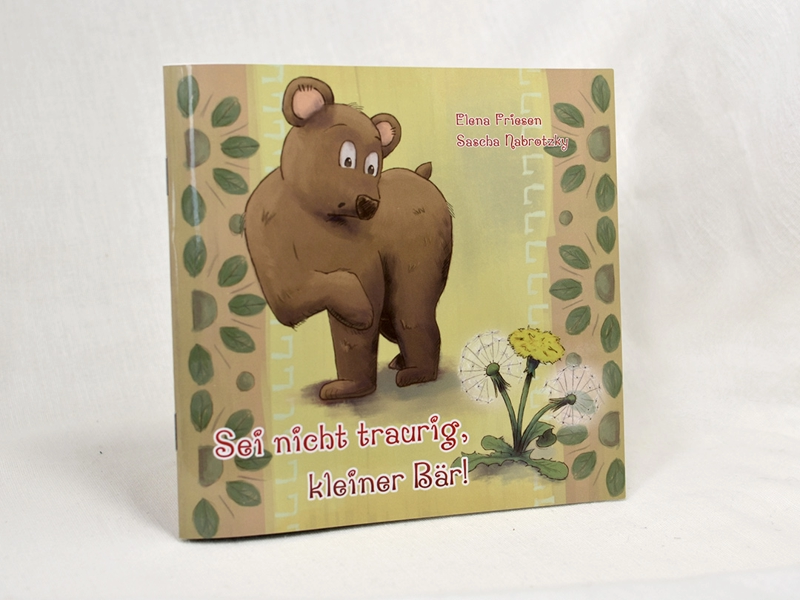 Elena Friesen
Sascha Nabrotzky
Sei nicht traurig,
kleiner Bär!